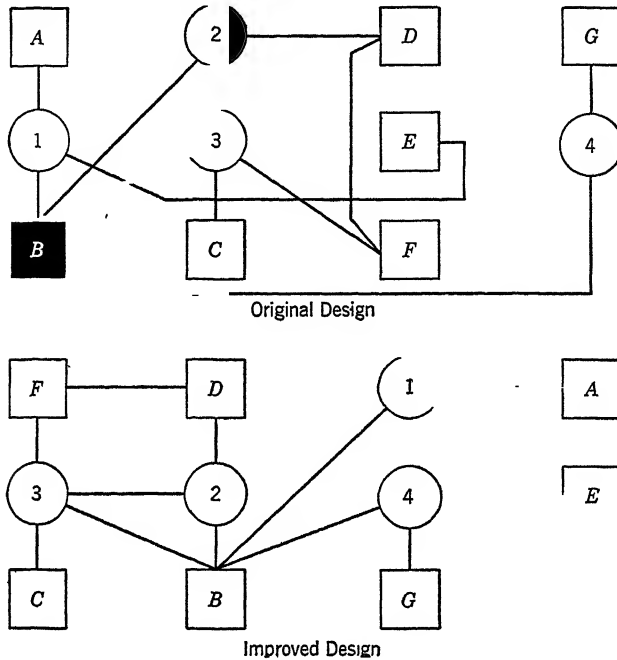 A 2 D G
1 3 E 4
B C F
Original Design
F D 1 A
3 2 4 E
C B G
Improved Design